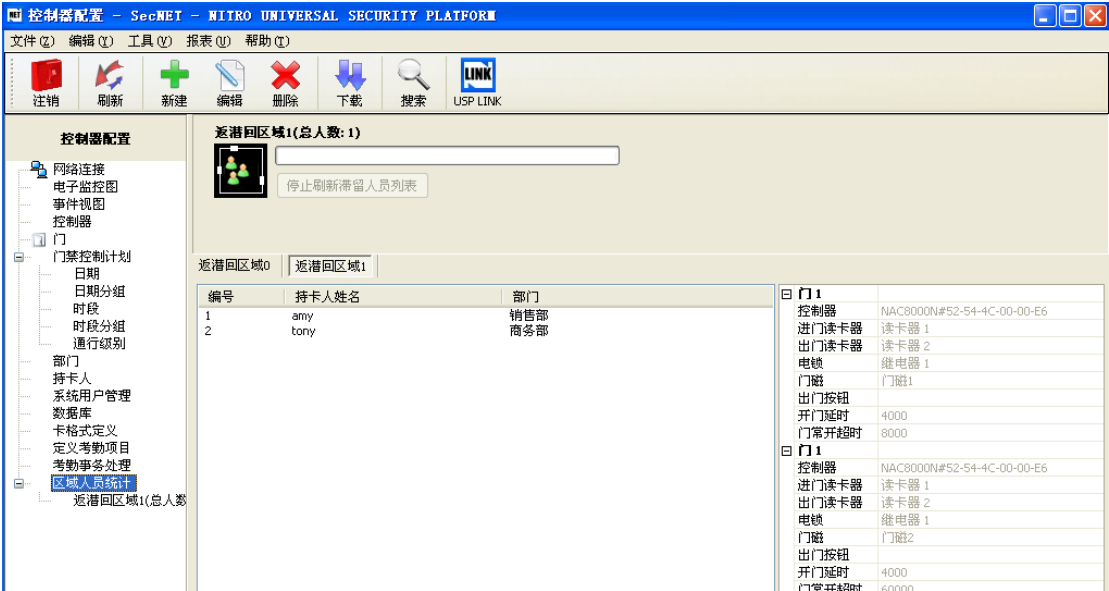 控制器配置 - SecNET - NITRO UNIVERSAL SECURITY PLATFORM
文件(Z) 编辑(Y) 工具(V) 报表(U) 帮助(T)
注销 刷新 新建 编辑 删除 下载 搜索 USP LINK
LINK
控制器配置
网络连接
电子监控图
事件视图
控制器
门
门禁控制计划
日期
日期分组
时段
时段分组
通行级别
部门
持卡人
系统用户管理
数据库
卡格式定义
定义考勤项目
考勤事务处理
区域人员统计
返潜回区域1(总人数
返潜回区域1(总人数:1)
停止刷新滞留人员列表
返潜回区域0 返潜回区域1
编号 持卡人姓名 部门
1 amy 销售部
2 tony 商务部
门 1
控制器 NAC8000N#52-54-4C-00-00-E6
进门读卡器 读卡器 1
出门读卡器 读卡器 2
电锁 继电器 1
门磁 门磁1
出门按钮
开门延时 4000
门常开超时 8000
门 1
控制器 NAC8000N#52-54-4C-00-00-E6
进门读卡器 读卡器 1
出门读卡器 读卡器 2
电锁 继电器 1
门磁 门磁2
出门按钮
开门延时 4000
门常开超时 60000